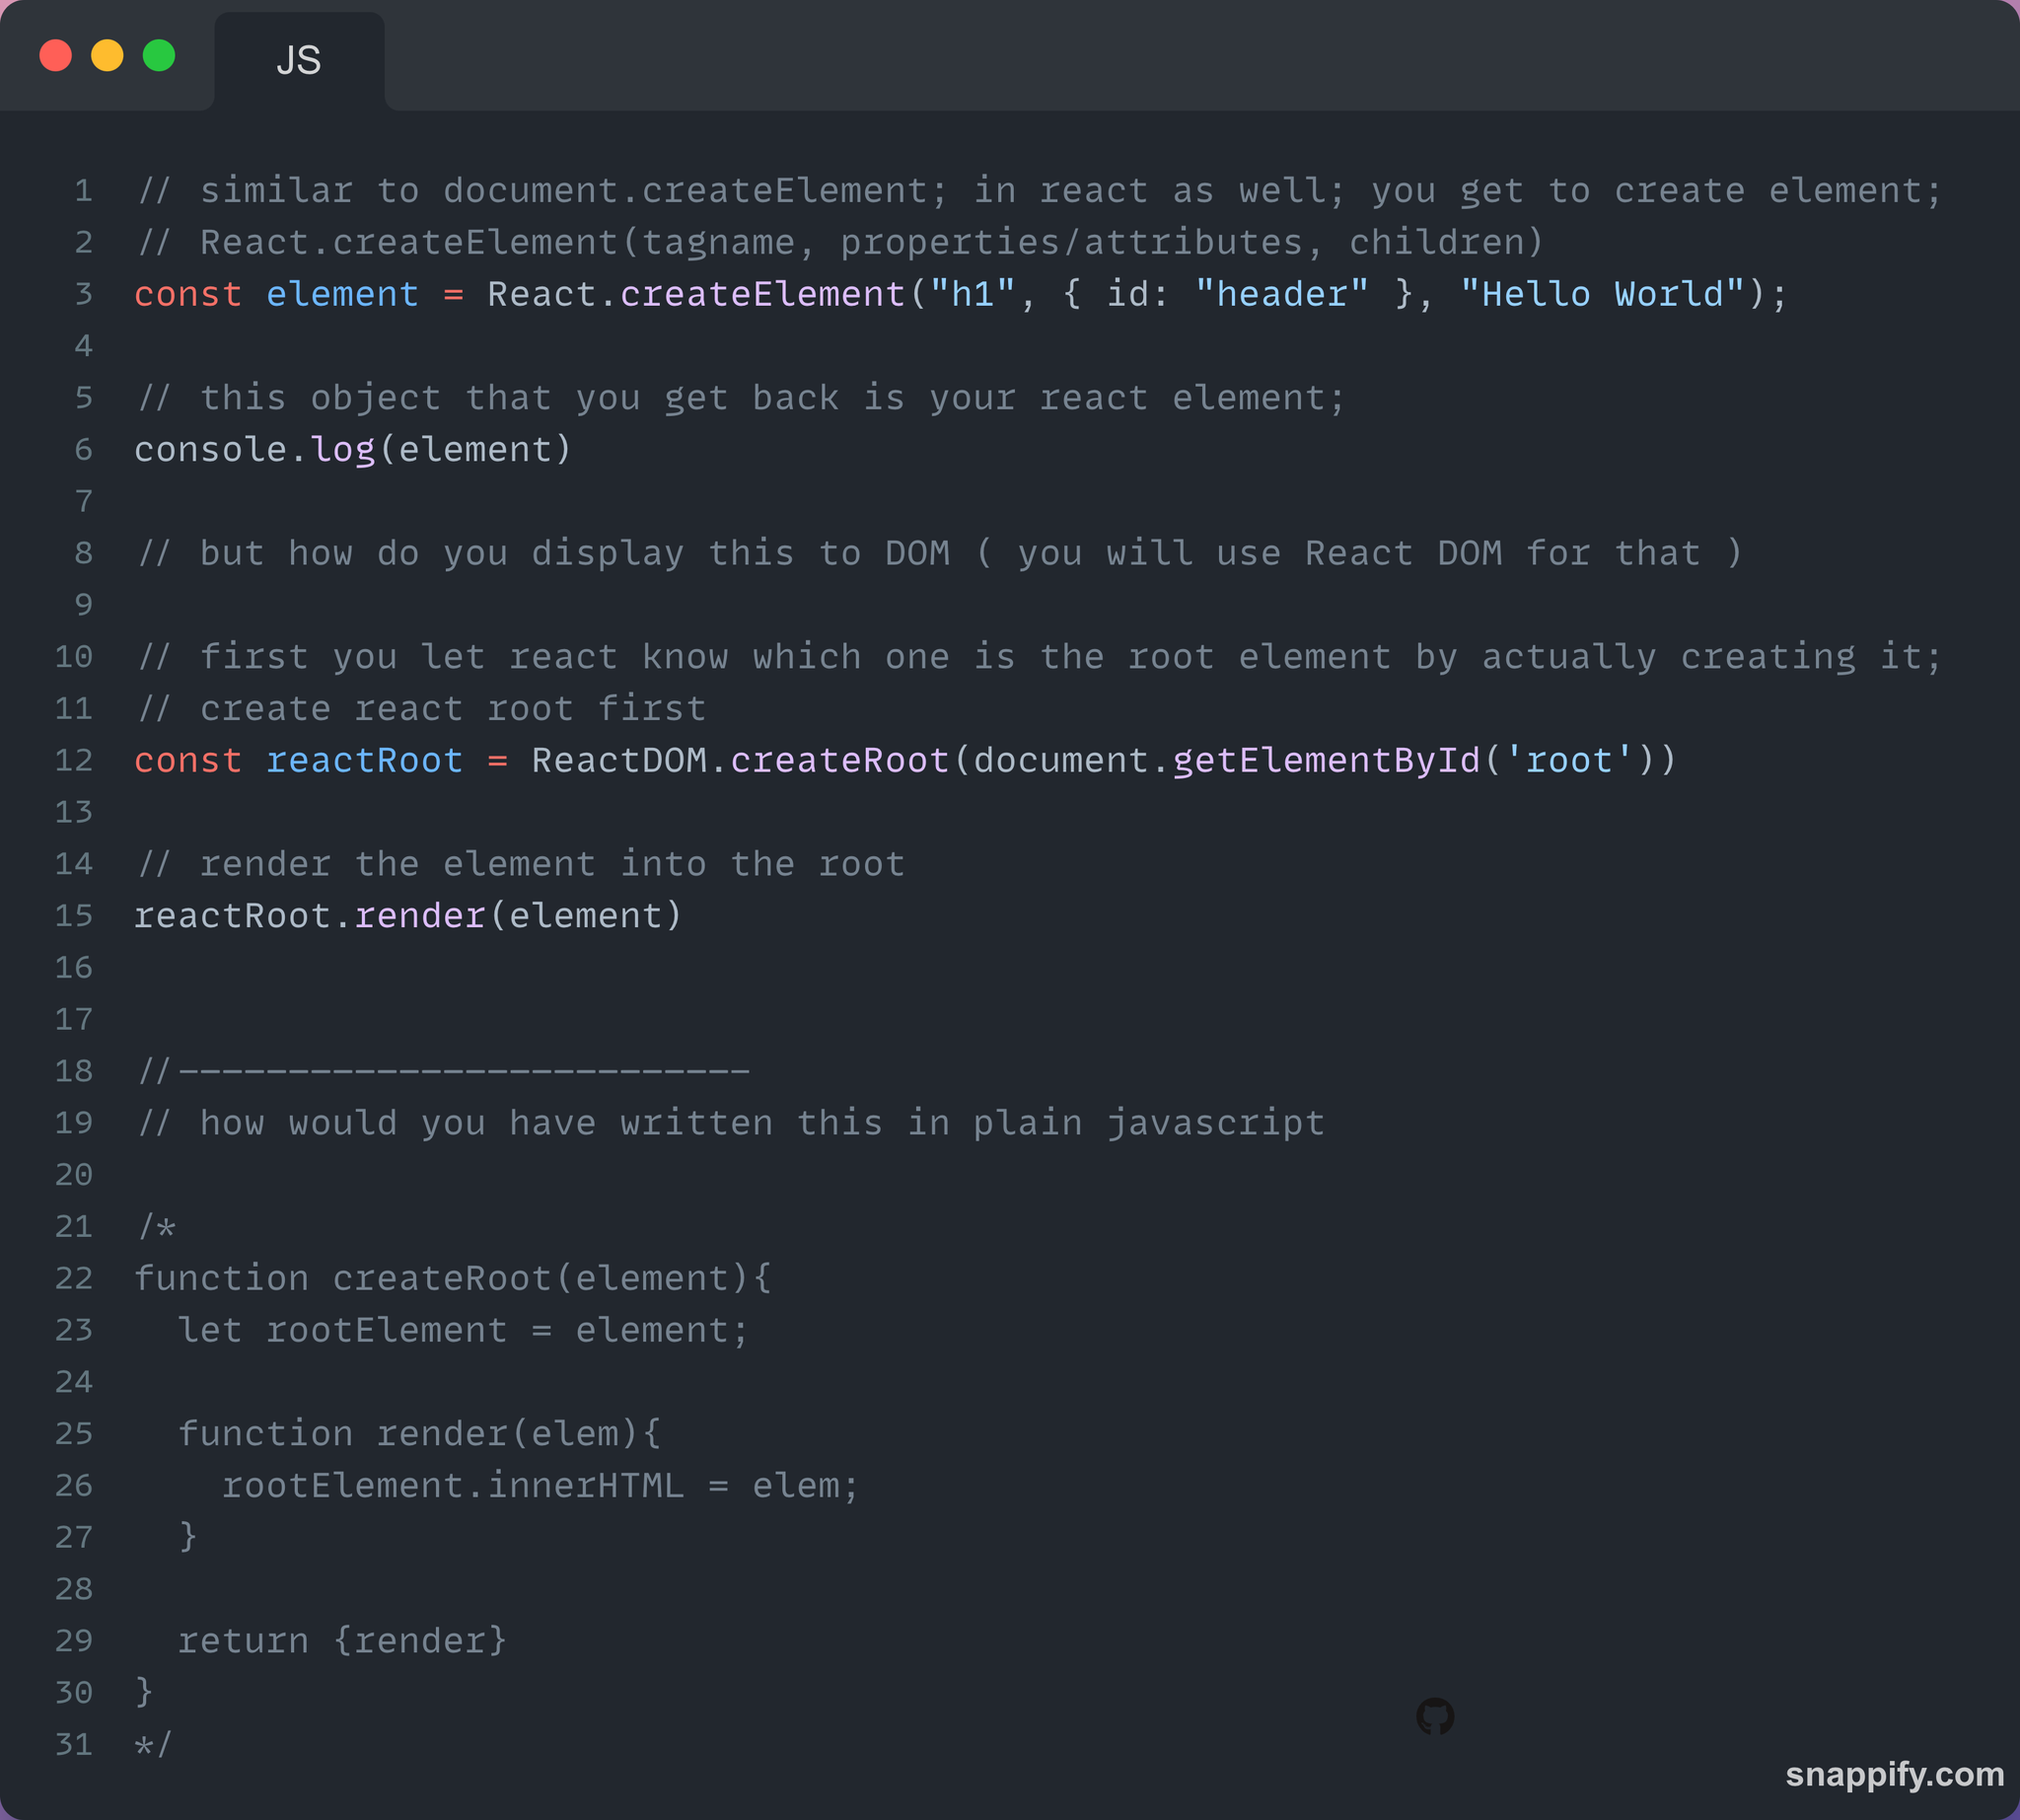 JS
1 // similar to document.createElement; in react as well; you get to create element;
2 // React.createElement(tagname, properties/attributes, children)
3 const element = React.createElement("h1", { id: "header" }, "Hello World");
4
5 // this object that you get back is your react element;
6 console.log(element)
7
8 // but how do you display this to DOM ( you will use React DOM for that )
9
10 // first you let react know which one is the root element by actually creating it;
11 // create react root first
12 const reactRoot = ReactDOM.createRoot(document.getElementById('root'))
13
14 // render the element into the root
15 reactRoot.render(element)
16
17
18 //--------------------------
19 // how would you have written this in plain javascript
20
21 /*
22 function createRoot(element){
23   let rootElement = element;
24
25   function render(elem){
26     rootElement.innerHTML = elem;
27   }
28
29   return {render}
30 }
31 */
snappify.com